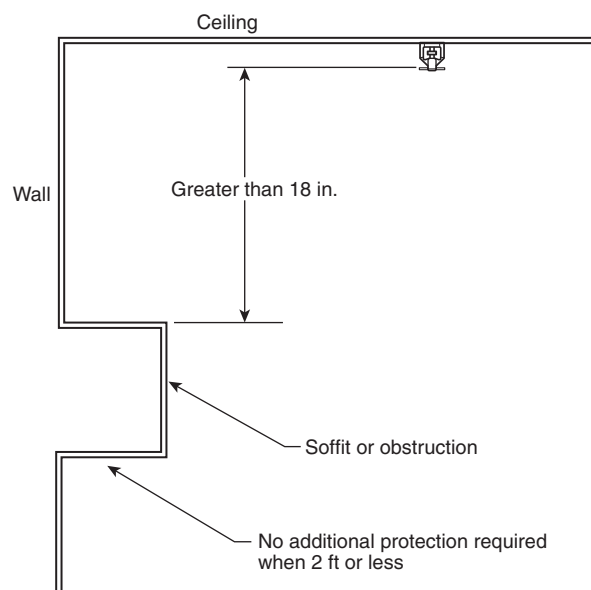 Ceiling
Wall
Greater than 18 in.
Soffit or obstruction
No additional protection required
when 2 ft or less